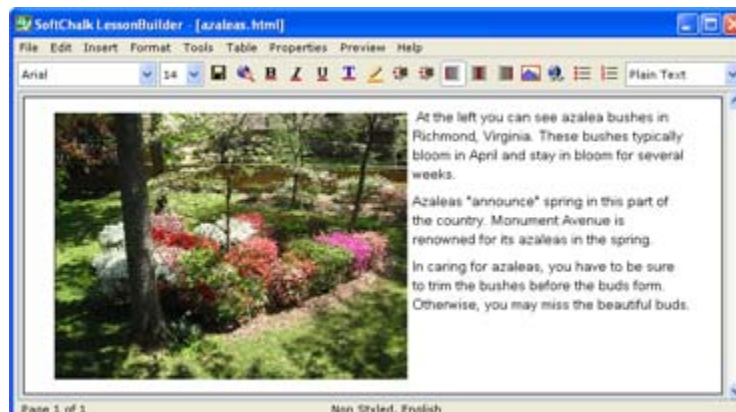 SoftChalk LessonBuilder - [azaleas.html]
File Edit Insert Format Tools Table Properties Preview Help
Arial 14 B I U T Plain Text
At the left you can see azalea bushes in
Richmond, Virginia. These bushes typically
bloom in April and stay in bloom for several
weeks.
Azaleas "announce" spring in this part of
the country. Monument Avenue is
renowned for its azaleas in the spring.
In caring for azaleas, you have to be sure
to trim the bushes before the buds form.
Otherwise, you may miss the beautiful buds.
Page 1 of 1 Non Styled, English